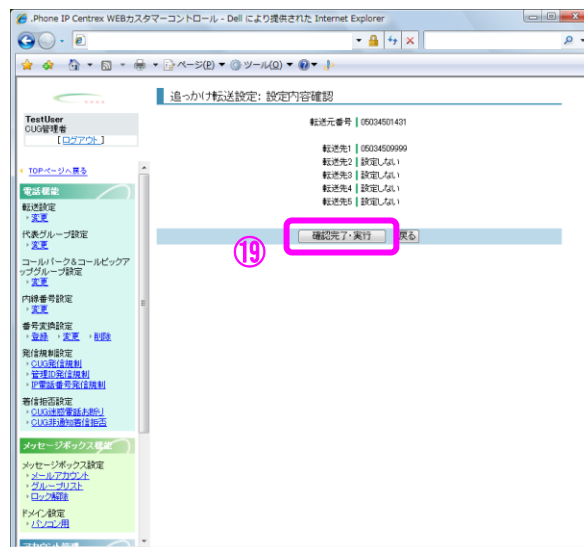 .Phone IP Centrex WEBカスタマーコントロール - Dell により提供された Internet Explorer
ページ(P) ツール(O)
追っかけ転送設定: 設定内容確認
TestUser
CUG管理者
[ログアウト]
TOPページへ戻る
転送元番号 05034501431
転送先1 05034509999
転送先2 設定しない
転送先3 設定しない
転送先4 設定しない
転送先5 設定しない
確認完了・実行 戻る
⑲
電話機能
転送設定
変更
代表グループ設定
変更
コールパーク&コールピックア
ップグループ設定
変更
内線番号設定
変更
番号変換設定
登録 変更 削除
発信規制設定
CUG発信規制
管理ID発信規制
IP電話番号発信規制
着信拒否設定
CUG迷惑電話お断り
CUG非通知着信拒否
メッセージボックス機能
メッセージボックス設定
メールアカウント
グループリスト
ロック解除
ドメイン設定
パソコン用
アカウント管理